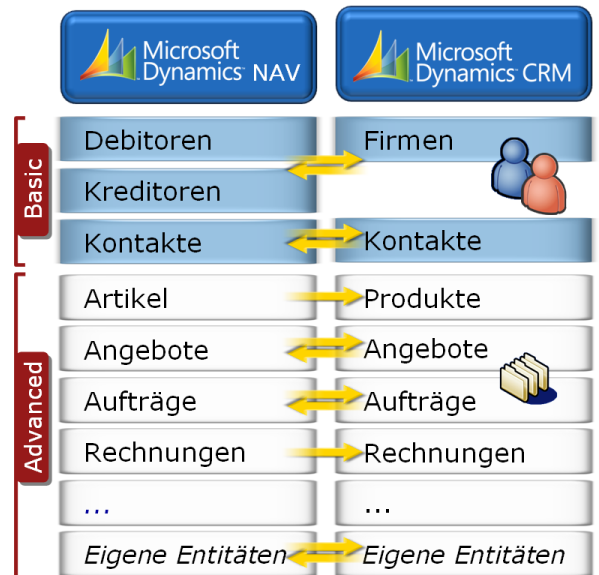 Microsoft
Dynamics NAV
Microsoft
Dynamics CRM
Basic
Debitoren
Firmen
Kreditoren
Kontakte
Kontakte
Advanced
Artikel
Produkte
Angebote
Angebote
Aufträge
Aufträge
Rechnungen
Rechnungen
...
...
Eigene Entitäten
Eigene Entitäten